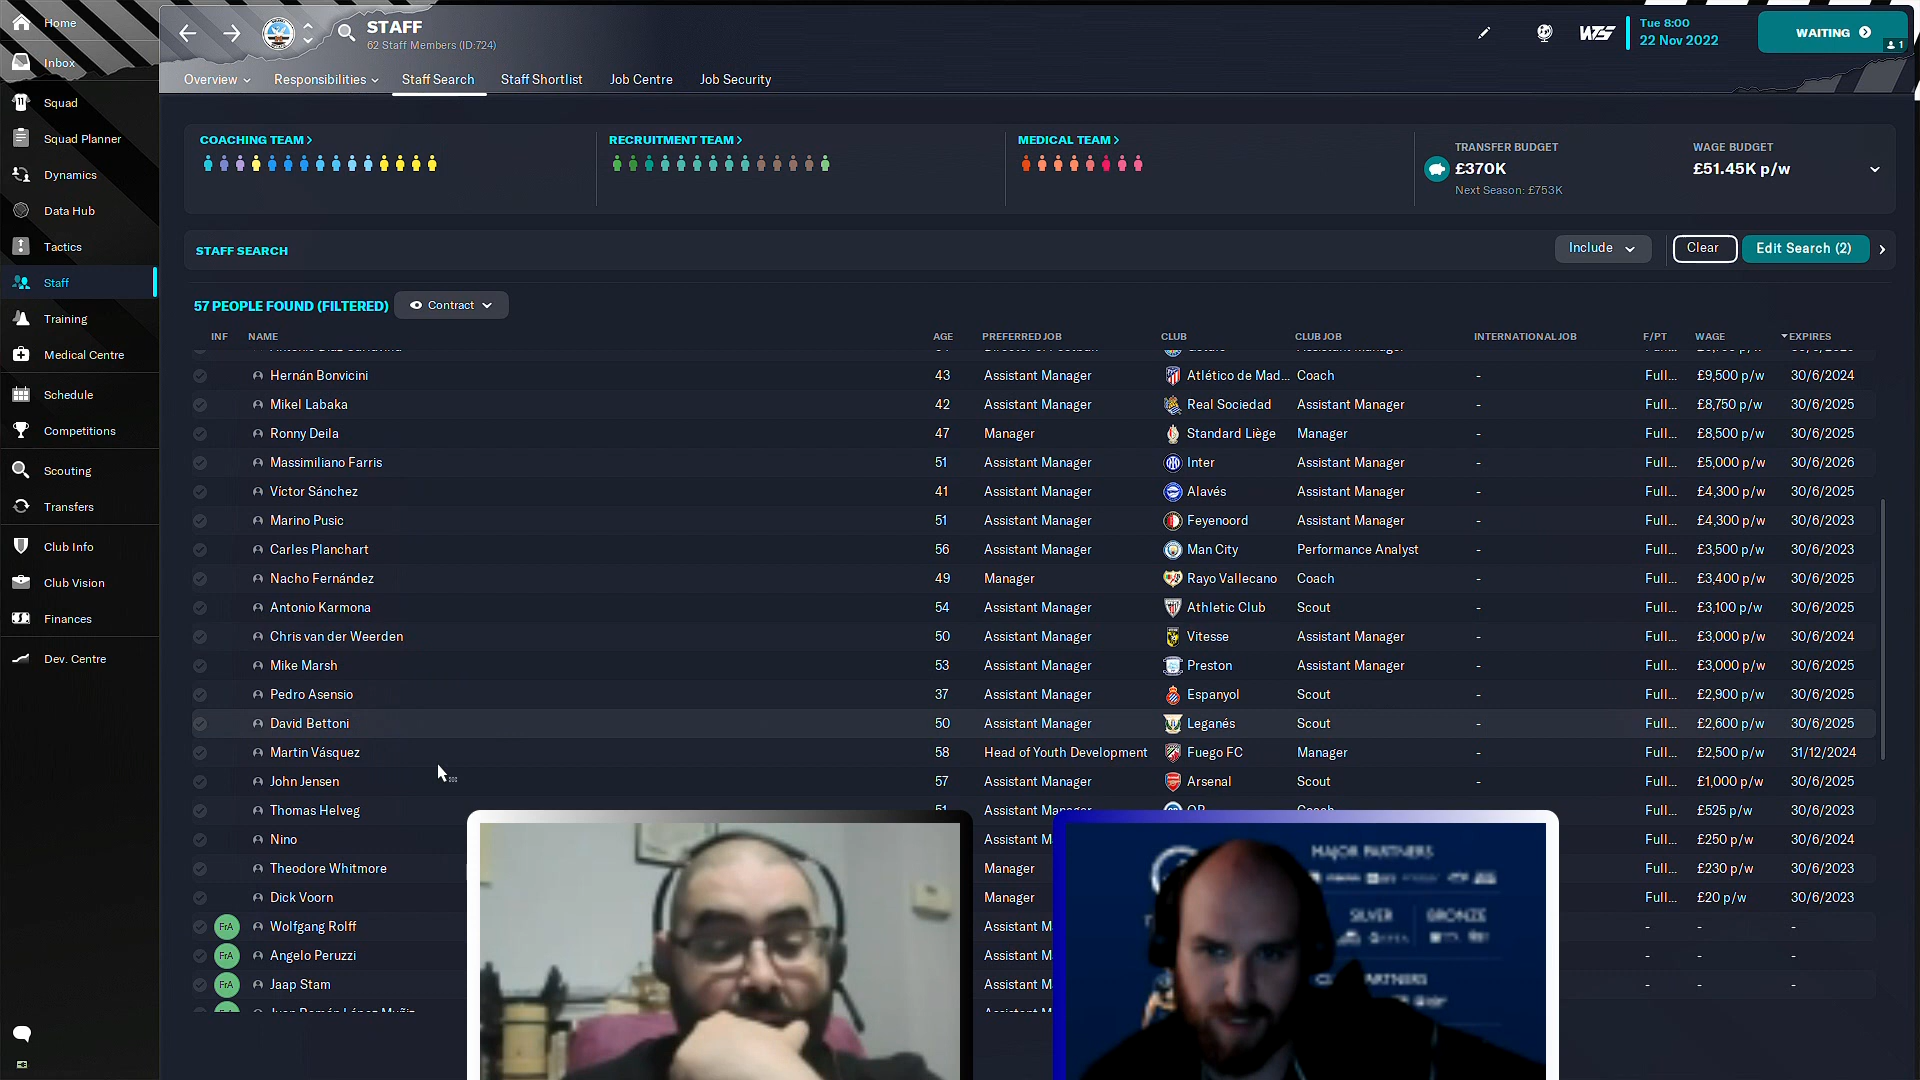 Home
Inbox
Squad
Squad Planner
Dynamics
Data Hub
Tactics
Staff
Training
Medical Centre
Schedule
Competitions
Scouting
Transfers
Club Info
Club Vision
Finances
Dev. Centre
STAFF
62 Staff Members (ID:724)
Tue 8:00
22 Nov 2022
WAITING
1
Overview Responsibilities Staff Search Staff Shortlist Job Centre Job Security
COACHING TEAM > RECRUITMENT TEAM > MEDICAL TEAM >
TRANSFER BUDGET WAGE BUDGET
£370K £51.45K p/w
Next Season: £753K
STAFF SEARCH Include Clear Edit Search (2)
57 PEOPLE FOUND (FILTERED) Contract
INF NAME AGE PREFERRED JOB CLUB CLUB JOB INTERNATIONAL JOB F/PT WAGE EXPIRES
Hernán Bonvicini 43 Assistant Manager Atlético de Mad... Coach - Full... £9,500 p/w 30/6/2024
Mikel Labaka 42 Assistant Manager Real Sociedad Assistant Manager - Full... £8,750 p/w 30/6/2025
Ronny Deila 47 Manager Standard Liège Manager - Full... £8,500 p/w 30/6/2025
Massimiliano Farris 51 Assistant Manager Inter Assistant Manager - Full... £5,000 p/w 30/6/2026
Víctor Sánchez 41 Assistant Manager Alavés Assistant Manager - Full... £4,300 p/w 30/6/2025
Marino Pusic 51 Assistant Manager Feyenoord Assistant Manager - Full... £4,300 p/w 30/6/2023
Carles Planchart 56 Assistant Manager Man City Performance Analyst - Full... £3,500 p/w 30/6/2023
Nacho Fernández 49 Manager Rayo Vallecano Coach - Full... £3,400 p/w 30/6/2025
Antonio Karmona 54 Assistant Manager Athletic Club Scout - Full... £3,100 p/w 30/6/2025
Chris van der Weerden 50 Assistant Manager Vitesse Assistant Manager - Full... £3,000 p/w 30/6/2024
Mike Marsh 53 Assistant Manager Preston Assistant Manager - Full... £3,000 p/w 30/6/2025
Pedro Asensio 37 Assistant Manager Espanyol Scout - Full... £2,900 p/w 30/6/2025
David Bettoni 50 Assistant Manager Leganés Scout - Full... £2,600 p/w 30/6/2025
Martin Vásquez 58 Head of Youth Development Fuego FC Manager - Full... £2,500 p/w 31/12/2024
John Jensen 57 Assistant Manager Arsenal Scout - Full... £1,000 p/w 30/6/2025
Thomas Helveg 51 Assistant Manager OB Coach Full... £525 p/w 30/6/2023
Nino Assistant M Full... £250 p/w 30/6/2024
Theodore Whitmore Manager Full... £230 p/w 30/6/2023
Dick Voorn Manager Full... £20 p/w 30/6/2023
FrA Wolfgang Rolff Assistant M - - -
FrA Angelo Peruzzi Assistant M - - -
FrA Jaap Stam Assistant M - - -
MAJOR PARTNERS
SILVER BRONZE
PARTNERS